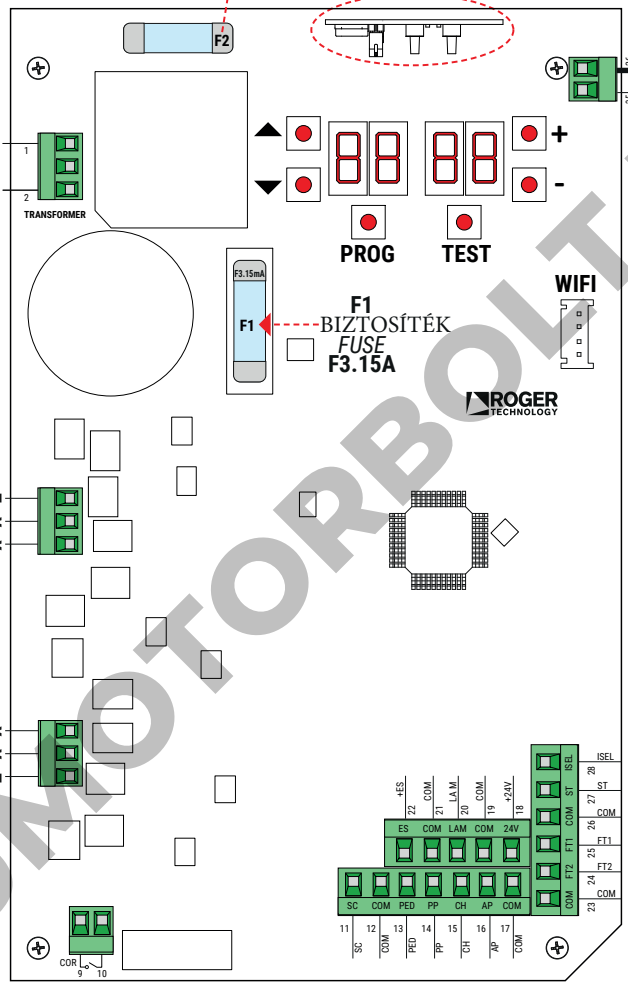 F2
1
2
TRANSFORMER
+
-
PROG
TEST
WIFI
F3.15mA
F1
F1
BIZTOSÍTÉK
FUSE
F3.15A
ROGER
TECHNOLOGY
MOTORBOLT
+ES
22
COM
21
LAM
20
COM
19
+24V
18
ES COM LAM COM 24V
SC COM PED PP CH AP COM
11
SC
12
COM
13
PED
14
PP
15
CH
16
AP
17
COM
ISEL
ISEL
28
ST
ST
27
COM
COM
26
FT1
FT1
25
FT2
FT2
24
COM
COM
23
COR
9 10